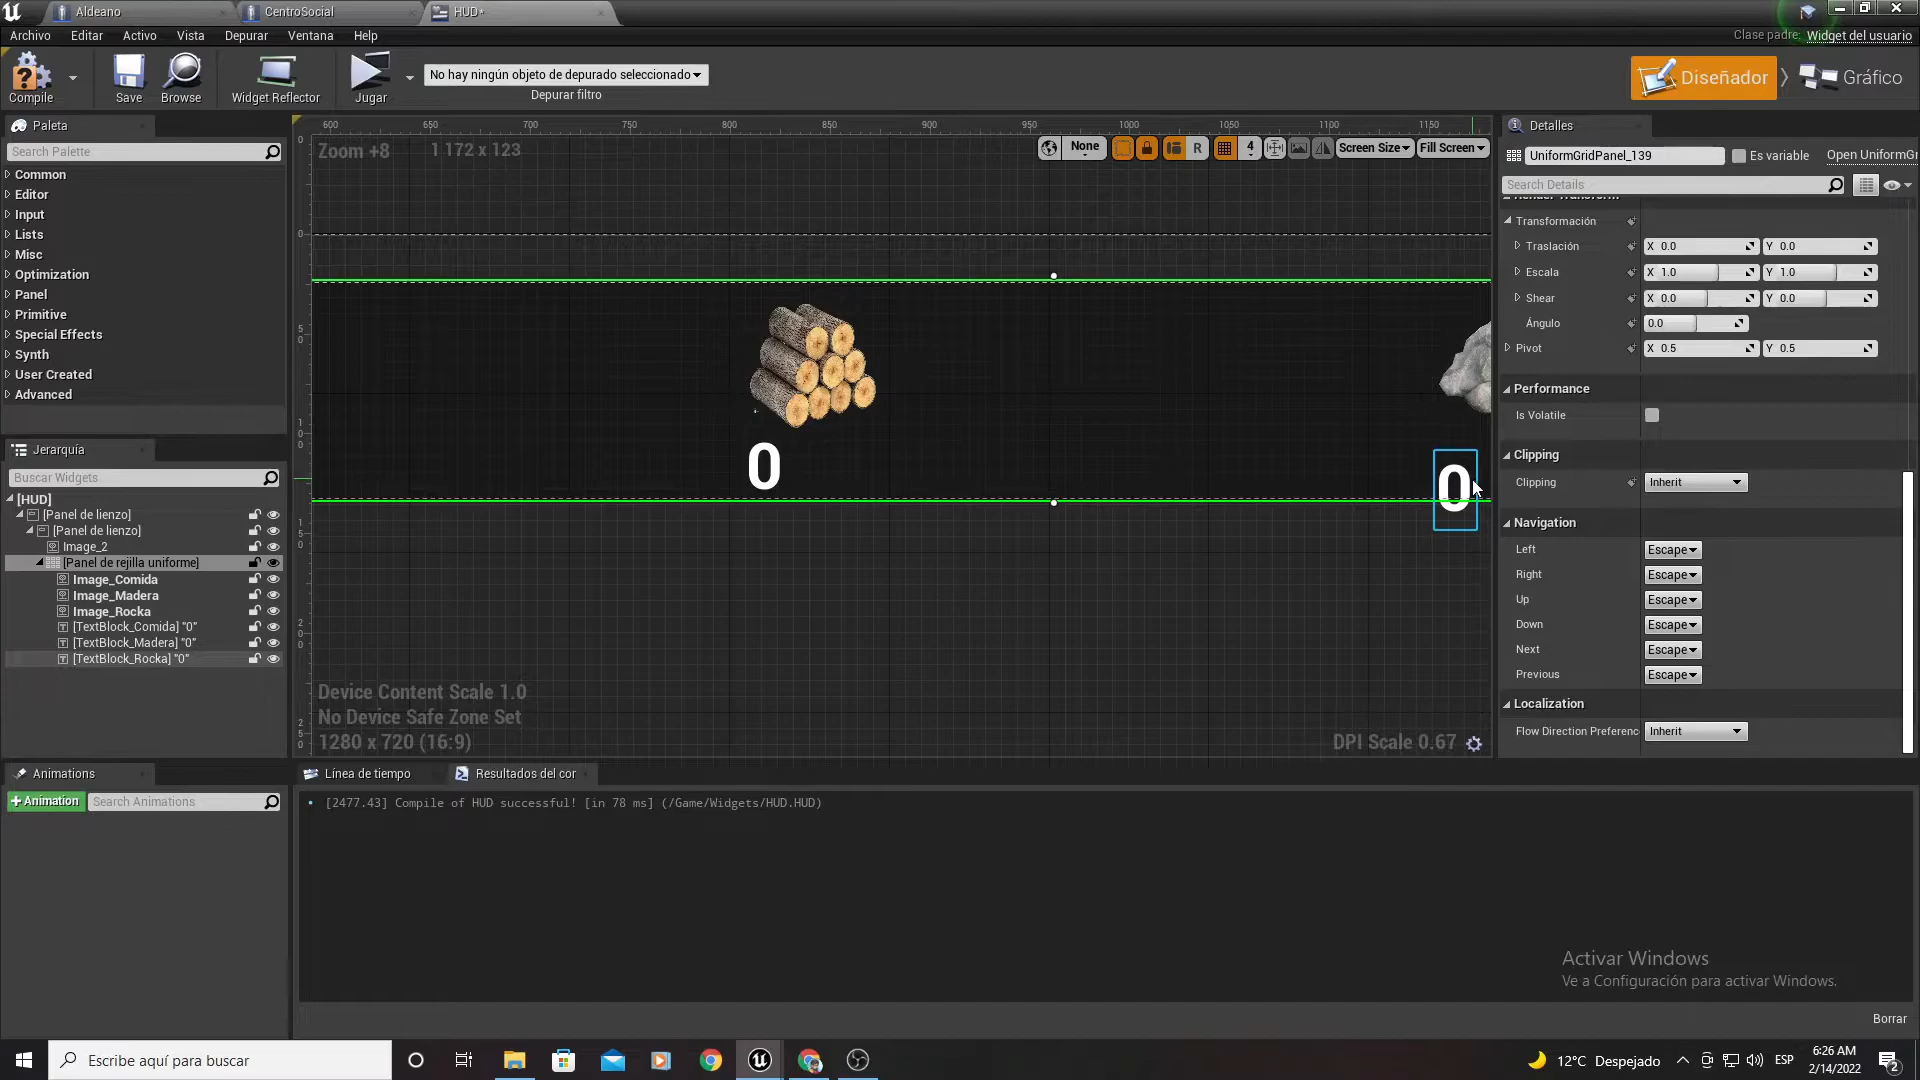 Aldeano
CentroSocial
HUD*
Archivo Editar Activo Vista Depurar Ventana Help
Clase padre: Widget del usuario
Compile
Save
Browse
Widget Reflector
Jugar
No hay ningún objeto de depurado seleccionado
Depurar filtro
Diseñador
Gráfico
Paleta
Search Palette
Common
Editor
Input
Lists
Misc
Optimization
Panel
Primitive
Special Effects
Synth
User Created
Advanced
Jerarquía
Buscar Widgets
[HUD]
[Panel de lienzo]
[Panel de lienzo]
Image_2
[Panel de rejilla uniforme]
Image_Comida
Image_Madera
Image_Rocka
[TextBlock_Comida] "0"
[TextBlock_Madera] "0"
[TextBlock_Rocka] "0"
Animations
+Animation
Search Animations
600 650 700 750 800 850 900 950 1000 1050 1100 1150
Zoom +8
1 172 x 123
None
R
4
Screen Size
Fill Screen
0
0
Device Content Scale 1.0
No Device Safe Zone Set
1280 x 720 (16:9)
DPI Scale 0.67
Línea de tiempo
Resultados del cor
[2477.43] Compile of HUD successful! [in 78 ms] (/Game/Widgets/HUD.HUD)
Borrar
Detalles
UniformGridPanel_139
Es variable
Open UniformGr
Search Details
Render Transform
Transformación
Traslación X 0.0 Y 0.0
Escala X 1.0 Y 1.0
Shear X 0.0 Y 0.0
Ángulo 0.0
Pivot X 0.5 Y 0.5
Performance
Is Volatile
Clipping
Clipping Inherit
Navigation
Left Escape
Right Escape
Up Escape
Down Escape
Next Escape
Previous Escape
Localization
Flow Direction Preferenc Inherit
Activar Windows
Ve a Configuración para activar Windows.
Escribe aquí para buscar
12°C Despejado
ESP
6:26 AM
2/14/2022
2